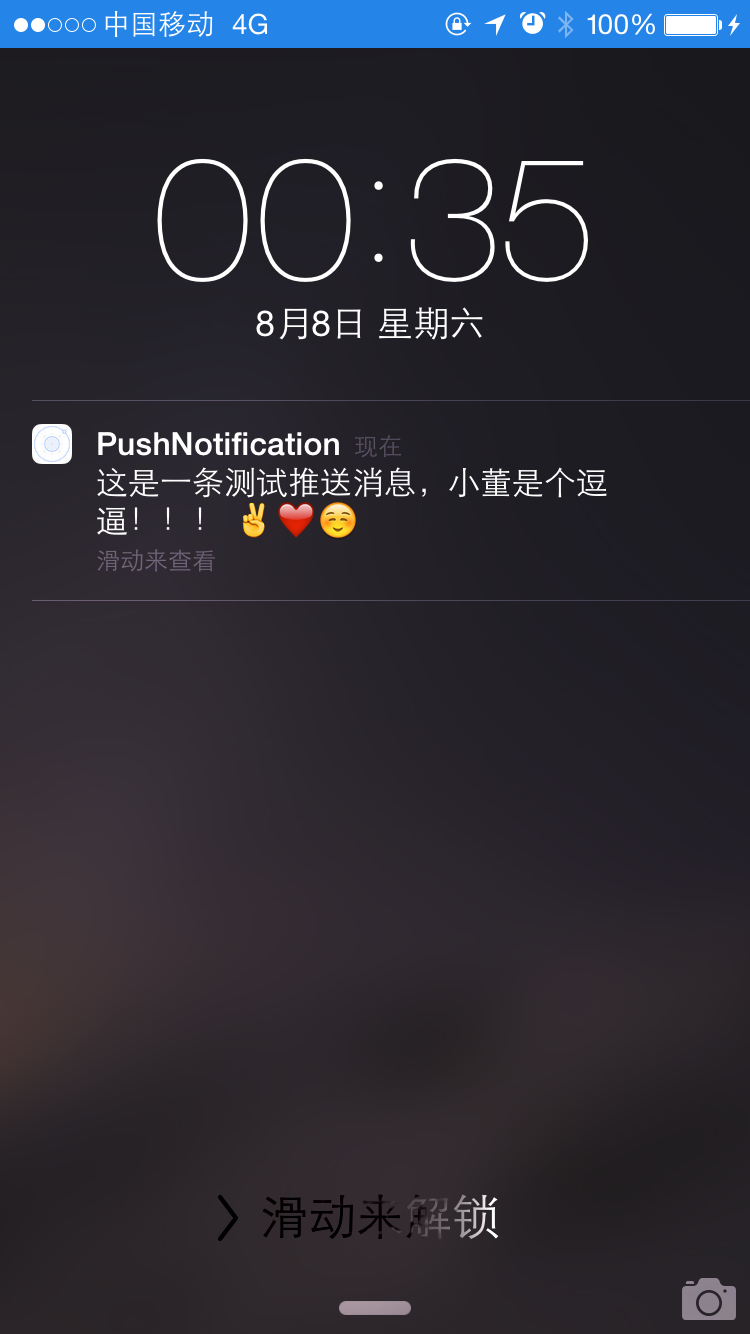 中国移动 4G 100%
00:35
8月8日 星期六
PushNotification 现在
这是一条测试推送消息，小董是个逗
逼！！！ ✌️❤️☺️
滑动来查看
滑动来解锁